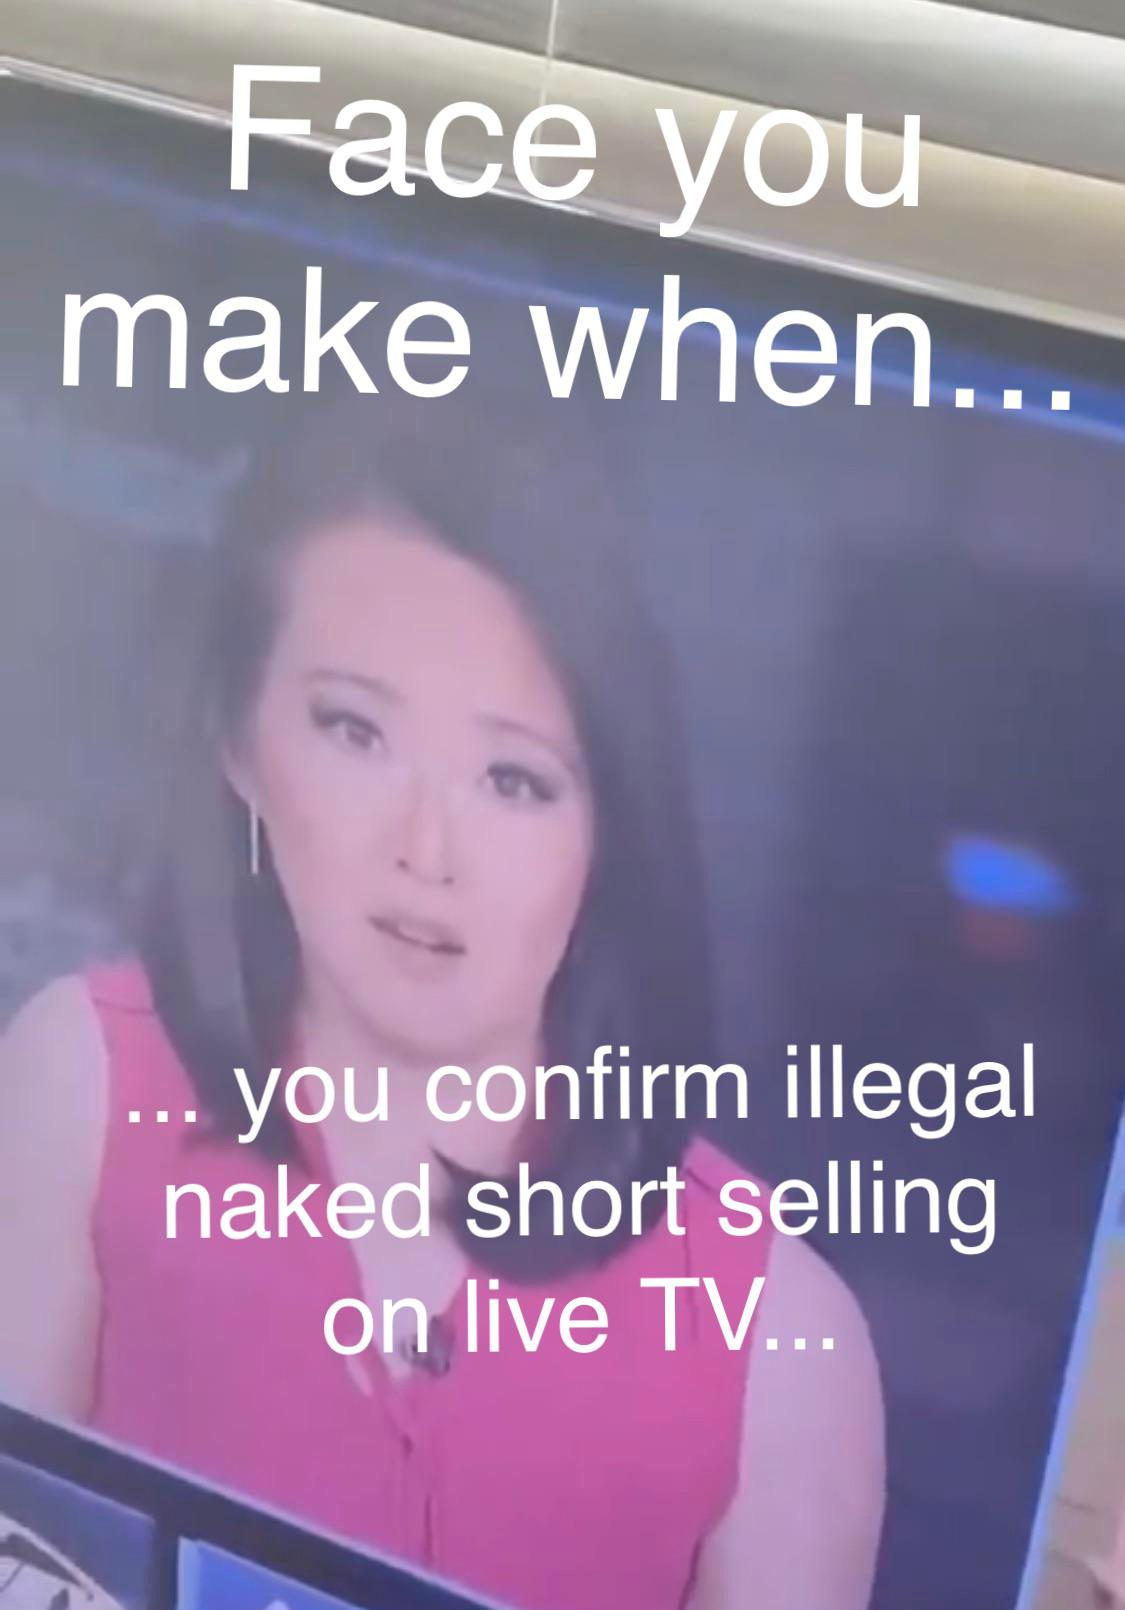 Face you
make when...
... you confirm illegal
naked short selling
on live TV...